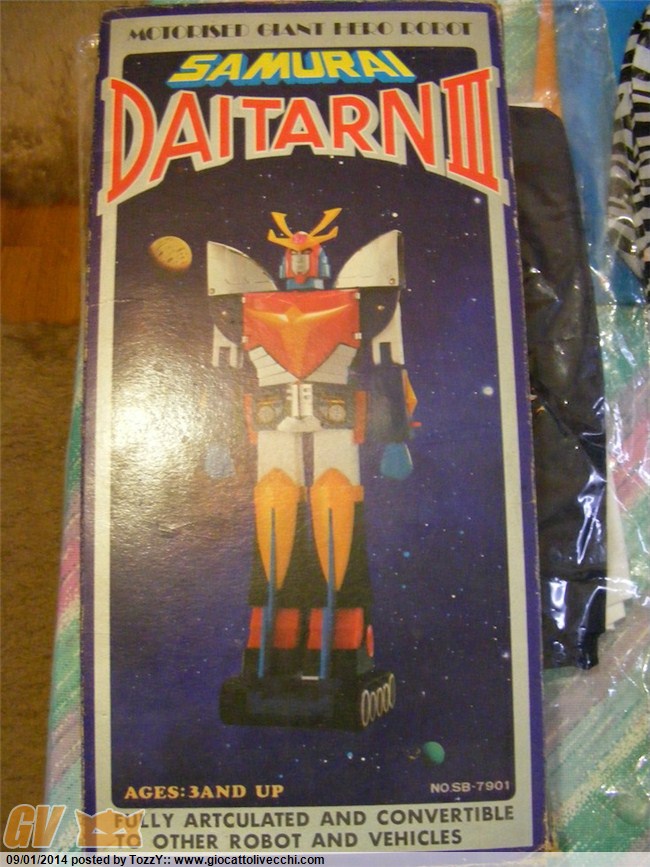 MOTORISED GIANT HERO ROBOT
SAMURAI
DAITARN III
AGES:3AND UP
NO.SB-7901
FULLY ARTCULATED AND CONVERTIBLE
TO OTHER ROBOT AND VEHICLES
GV
09/01/2014 posted by TozzY:: www.giocattolivecchi.com